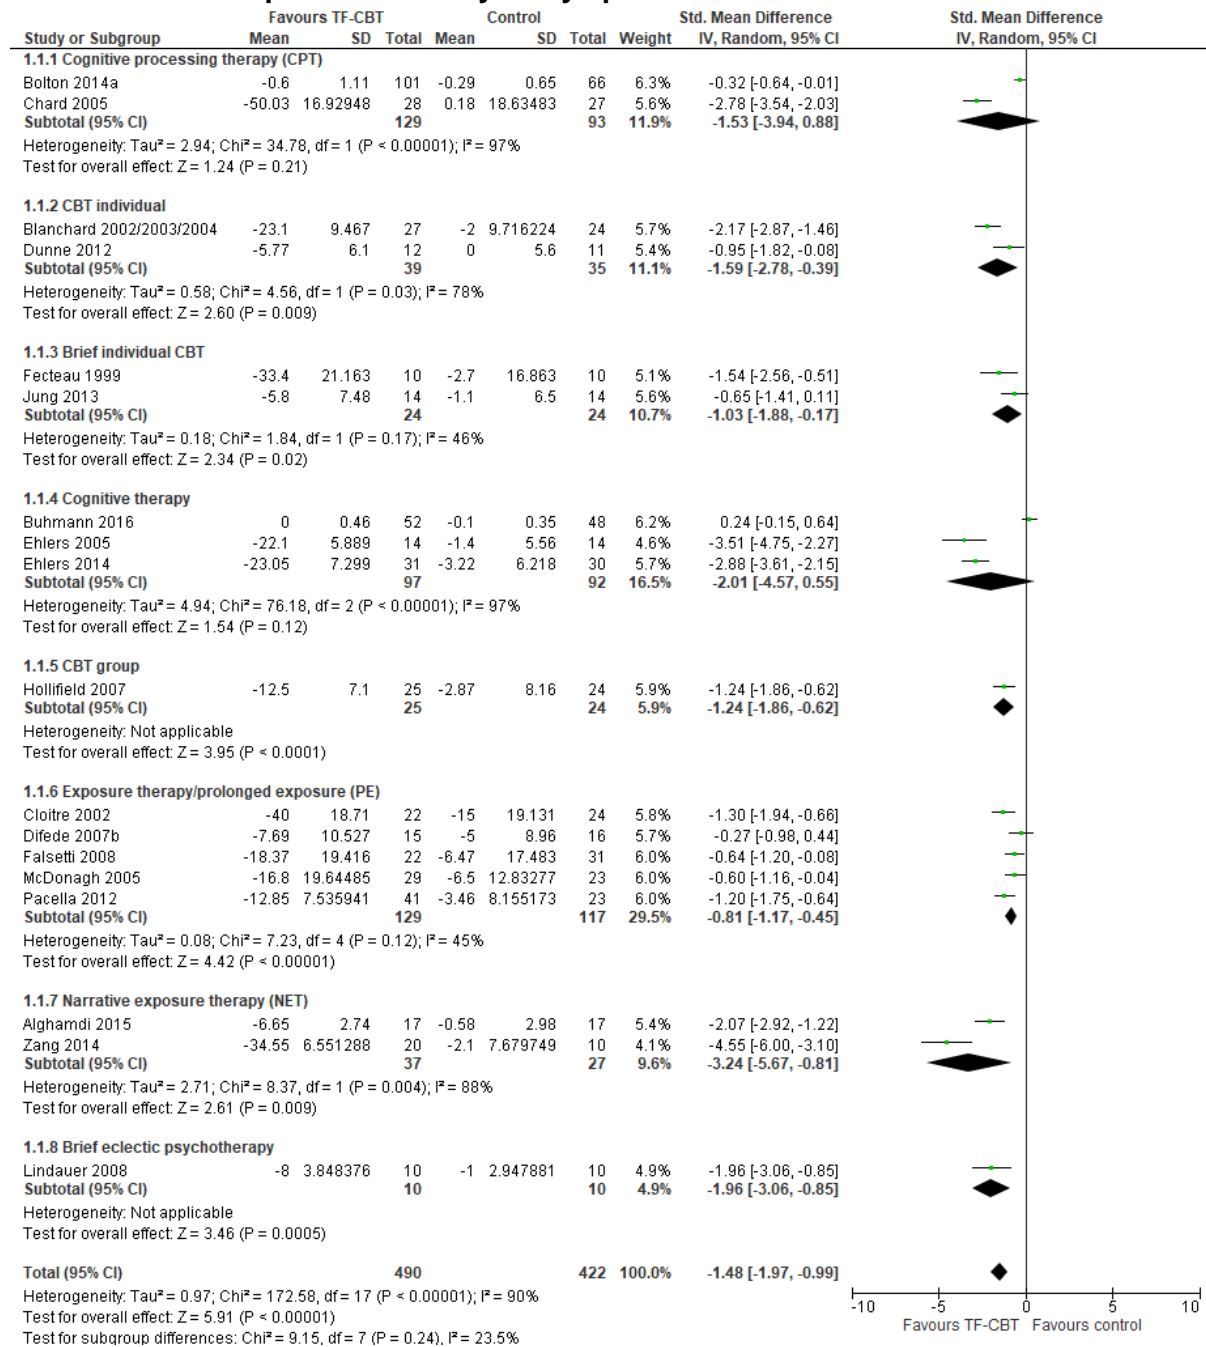 Favours TF-CBT Control Std. Mean Difference Std. Mean Difference
Study or Subgroup Mean SD Total Mean SD Total Weight IV, Random, 95% CI IV, Random, 95% CI
1.1.1 Cognitive processing therapy (CPT)
Bolton 2014a -0.6 1.11 101 -0.29 0.65 66 6.3% -0.32 [-0.64, -0.01]
Chard 2005 -50.03 16.92948 28 0.18 18.63483 27 5.6% -2.78 [-3.54, -2.03]
Subtotal (95% CI) 129 93 11.9% -1.53 [-3.94, 0.88]
Heterogeneity: Tau² = 2.94; Chi² = 34.78, df = 1 (P < 0.00001); I² = 97%
Test for overall effect: Z = 1.24 (P = 0.21)
1.1.2 CBT individual
Blanchard 2002/2003/2004 -23.1 9.467 27 -2 9.716224 24 5.7% -2.17 [-2.87, -1.46]
Dunne 2012 -5.77 6.1 12 0 5.6 11 5.4% -0.95 [-1.82, -0.08]
Subtotal (95% CI) 39 35 11.1% -1.59 [-2.78, -0.39]
Heterogeneity: Tau² = 0.58; Chi² = 4.56, df = 1 (P = 0.03); I² = 78%
Test for overall effect: Z = 2.60 (P = 0.009)
1.1.3 Brief individual CBT
Fecteau 1999 -33.4 21.163 10 -2.7 16.863 10 5.1% -1.54 [-2.56, -0.51]
Jung 2013 -5.8 7.48 14 -1.1 6.5 14 5.6% -0.65 [-1.41, 0.11]
Subtotal (95% CI) 24 24 10.7% -1.03 [-1.88, -0.17]
Heterogeneity: Tau² = 0.18; Chi² = 1.84, df = 1 (P = 0.17); I² = 46%
Test for overall effect: Z = 2.34 (P = 0.02)
1.1.4 Cognitive therapy
Buhmann 2016 0 0.46 52 -0.1 0.35 48 6.2% 0.24 [-0.15, 0.64]
Ehlers 2005 -22.1 5.889 14 -1.4 5.56 14 4.6% -3.51 [-4.75, -2.27]
Ehlers 2014 -23.05 7.299 31 -3.22 6.218 30 5.7% -2.88 [-3.61, -2.15]
Subtotal (95% CI) 97 92 16.5% -2.01 [-4.57, 0.55]
Heterogeneity: Tau² = 4.94; Chi² = 76.18, df = 2 (P < 0.00001); I² = 97%
Test for overall effect: Z = 1.54 (P = 0.12)
1.1.5 CBT group
Hollifield 2007 -12.5 7.1 25 -2.87 8.16 24 5.9% -1.24 [-1.86, -0.62]
Subtotal (95% CI) 25 24 5.9% -1.24 [-1.86, -0.62]
Heterogeneity: Not applicable
Test for overall effect: Z = 3.95 (P < 0.0001)
1.1.6 Exposure therapy/prolonged exposure (PE)
Cloitre 2002 -40 18.71 22 -15 19.131 24 5.8% -1.30 [-1.94, -0.66]
Difede 2007b -7.69 10.527 15 -5 8.96 16 5.7% -0.27 [-0.98, 0.44]
Falsetti 2008 -18.37 19.416 22 -6.47 17.483 31 6.0% -0.64 [-1.20, -0.08]
McDonagh 2005 -16.8 19.64485 29 -6.5 12.83277 23 6.0% -0.60 [-1.16, -0.04]
Pacella 2012 -12.85 7.535941 41 -3.46 8.155173 23 6.0% -1.20 [-1.75, -0.64]
Subtotal (95% CI) 129 117 29.5% -0.81 [-1.17, -0.45]
Heterogeneity: Tau² = 0.08; Chi² = 7.23, df = 4 (P = 0.12); I² = 45%
Test for overall effect: Z = 4.42 (P < 0.00001)
1.1.7 Narrative exposure therapy (NET)
Alghamdi 2015 -6.65 2.74 17 -0.58 2.98 17 5.4% -2.07 [-2.92, -1.22]
Zang 2014 -34.55 6.551288 20 -2.1 7.679749 10 4.1% -4.55 [-6.00, -3.10]
Subtotal (95% CI) 37 27 9.6% -3.24 [-5.67, -0.81]
Heterogeneity: Tau² = 2.71; Chi² = 8.37, df = 1 (P = 0.004); I² = 88%
Test for overall effect: Z = 2.61 (P = 0.009)
1.1.8 Brief eclectic psychotherapy
Lindauer 2008 -8 3.848376 10 -1 2.947881 10 4.9% -1.96 [-3.06, -0.85]
Subtotal (95% CI) 10 10 4.9% -1.96 [-3.06, -0.85]
Heterogeneity: Not applicable
Test for overall effect: Z = 3.46 (P = 0.0005)
Total (95% CI) 490 422 100.0% -1.48 [-1.97, -0.99]
Heterogeneity: Tau² = 0.97; Chi² = 172.58, df = 17 (P < 0.00001); I² = 90%
Test for overall effect: Z = 5.91 (P < 0.00001)
Test for subgroup differences: Chi² = 9.15, df = 7 (P = 0.24), I² = 23.5%
-10 -5 0 5 10
Favours TF-CBT Favours control